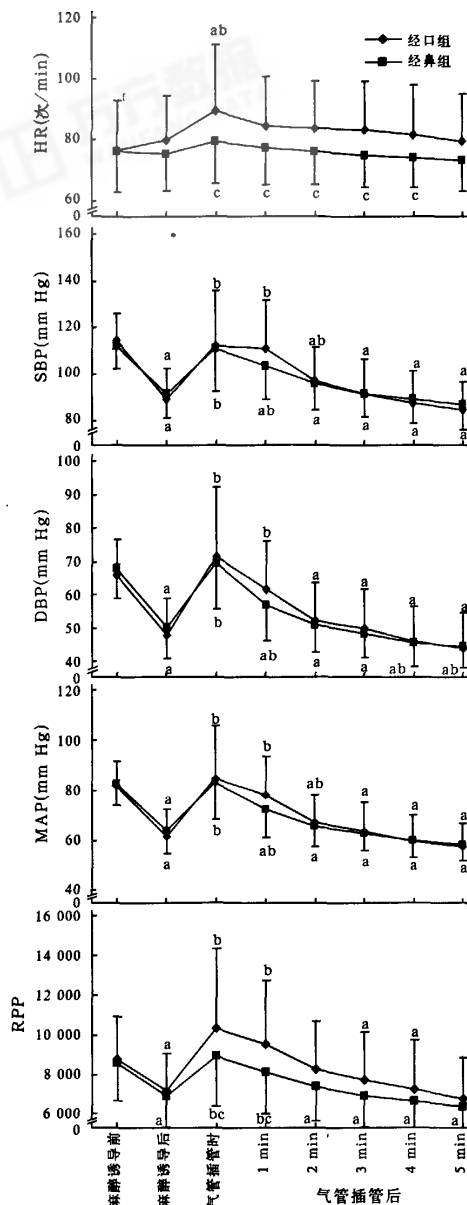 120
100
80
60
0
HR(次/min)
ab
c c c c c
经口组
经鼻组
160
120
100
80
0
SBP(mm Hg)
a b b ab a a a
a b ab a a a a
100
90
80
70
60
50
40
0
DBP(mm Hg)
a b b a a a a
a b ab a a ab ab
120
100
80
60
40
0
MAP(mm Hg)
a b b ab a a a
a b ab a a a a
16 000
14 000
12 000
10 000
8 000
6 000
0
RPP
a b b a a
a bc bc a a a a
麻醉诱导前
麻醉诱导后
气管插管时
1 min
2 min
3 min
4 min
5 min
气管插管后